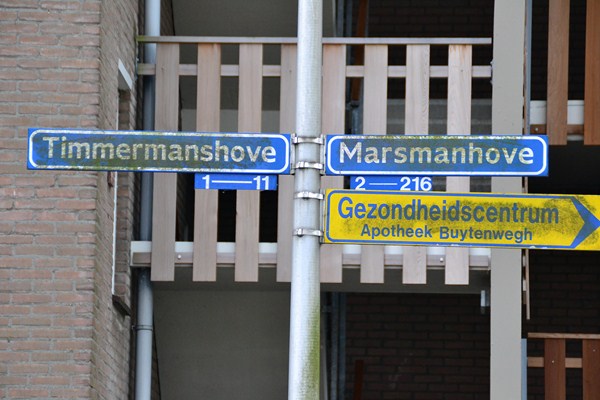 Timmermanshove
1—11
Marsmanhove
2—216
Gezondheidscentrum
Apotheek Buytenwegh